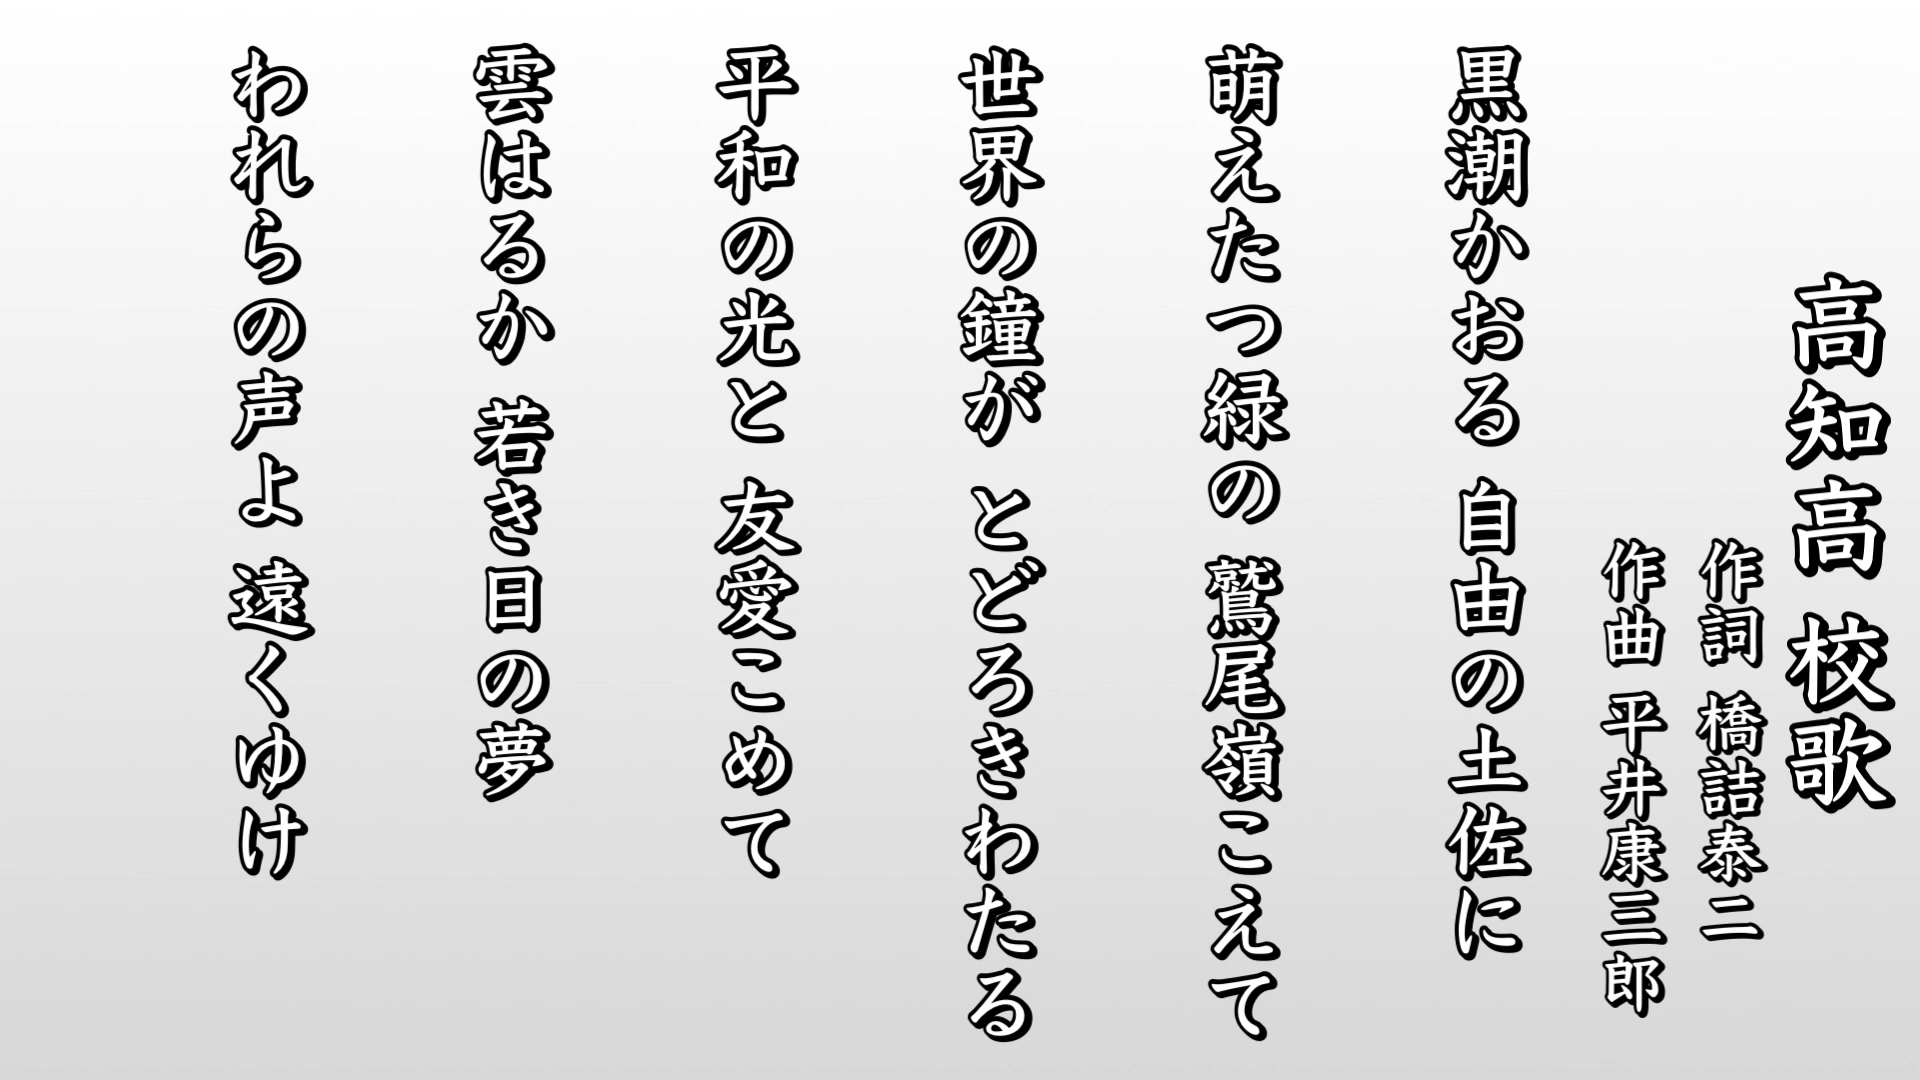 高知高 校歌
作詞 橋詰泰二
作曲 平井康三郎
黒潮かおる 自由の土佐に
萌えたつ緑の 鷲尾嶺こえて
世界の鐘が とどろきわたる
平和の光と 友愛こめて
雲はるか 若き日の夢
われらの声よ 遠くゆけ